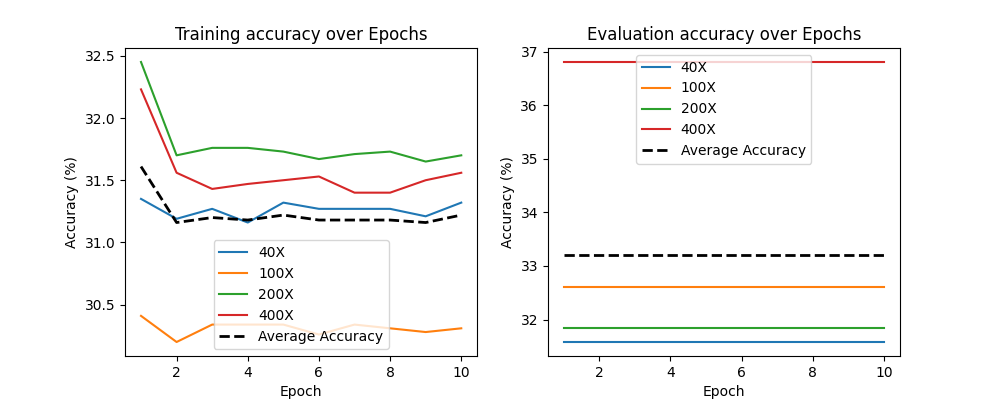 Training accuracy over Epochs
Accuracy (%)
32.5
32.0
31.5
31.0
30.5
40X
100X
200X
400X
Average Accuracy
2
4
6
8
10
Epoch
Evaluation accuracy over Epochs
Accuracy (%)
37
36
35
34
33
32
40X
100X
200X
400X
Average Accuracy
2
4
6
8
10
Epoch